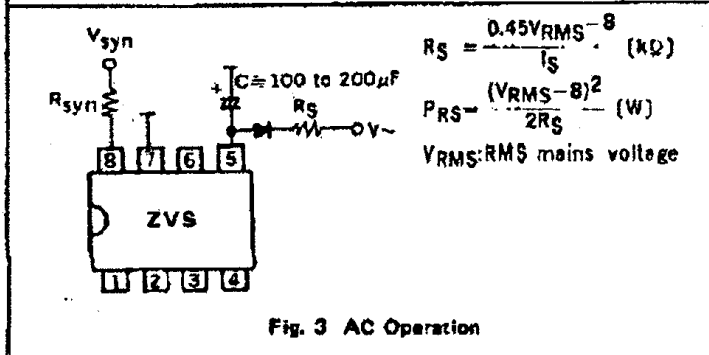 Vsyn
Rsyn
+ C=100 to 200μF
RS
V~
8 7 6 5
ZVS
1 2 3 4
RS = 0.45VRMS-8 / IS (kΩ)
PRS= (VRMS-8)² / 2RS (W)
VRMS:RMS mains voltage
Fig. 3 AC Operation